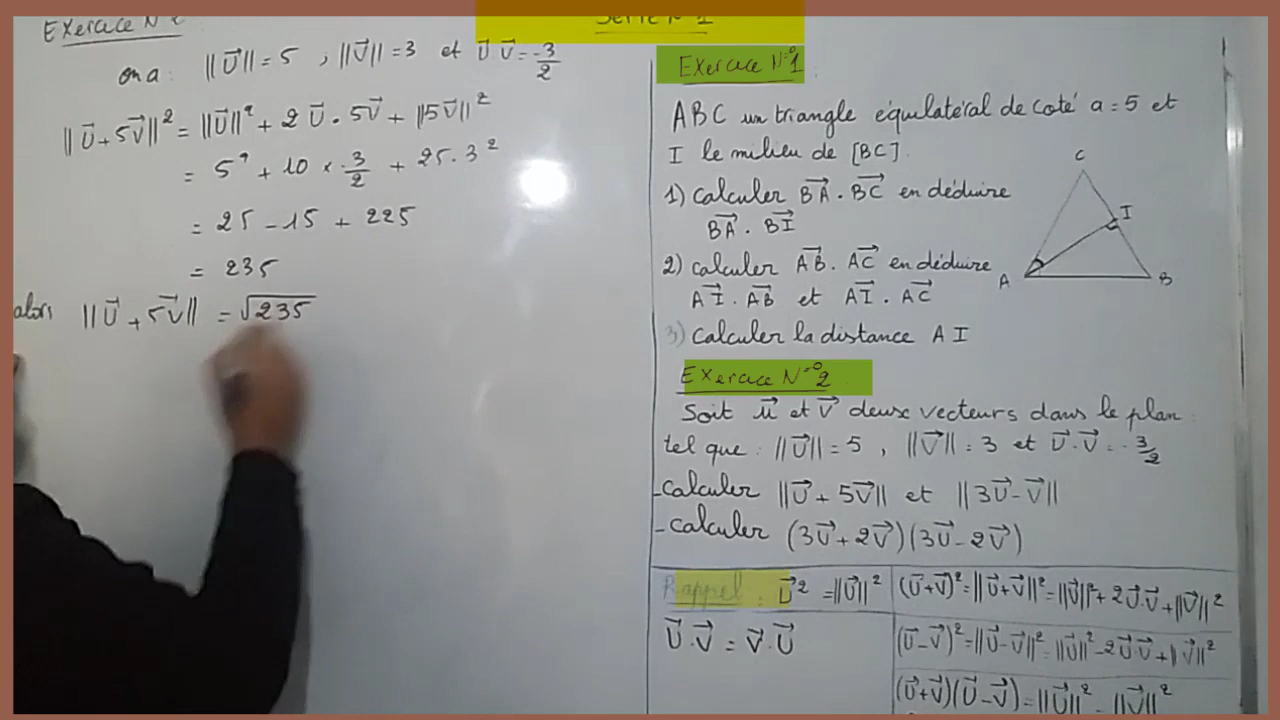 Exercice N°2
on a : ||U⃗|| = 5 , ||V⃗|| = 3 et U⃗.V⃗ = -3/2
||U⃗+5V⃗||² = ||U⃗||² + 2 U⃗ . 5V⃗ + ||5V⃗||²
= 5² + 10 × -3/2 + 25.3²
= 25 - 15 + 225
= 235
alors ||U⃗ + 5V⃗|| = √235
Série N°1
Exercice N°1
ABC un triangle équilatéral de coté a = 5 et
I le milieu de [BC].
1) calculer BA⃗ . BC⃗ en déduire
BA⃗ . BI⃗
2) calculer AB⃗ . AC⃗ en déduire
AI⃗ . AB⃗ et AI⃗ . AC⃗
3) calculer la distance AI
C
I
A
B
Exercice N°2
Soit u⃗ et V⃗ deux vecteurs dans le plan
tel que : ||U⃗|| = 5 , ||V⃗|| = 3 et U⃗.V⃗ = -3/2
- calculer ||U⃗ + 5V⃗|| et ||3U⃗ - V⃗||
- calculer (3U⃗ + 2V⃗)(3U⃗ - 2V⃗)
Rappel : U⃗² = ||U⃗||²
U⃗.V⃗ = V⃗.U⃗
(U⃗+V⃗)² = ||U⃗+V⃗||² = ||U⃗||² + 2U⃗.V⃗ + ||V⃗||²
(U⃗-V⃗)² = ||U⃗-V⃗||² = ||U⃗||² - 2U⃗.V⃗ + ||V⃗||²
(U⃗+V⃗)(U⃗-V⃗) = ||U⃗||² - ||V⃗||²